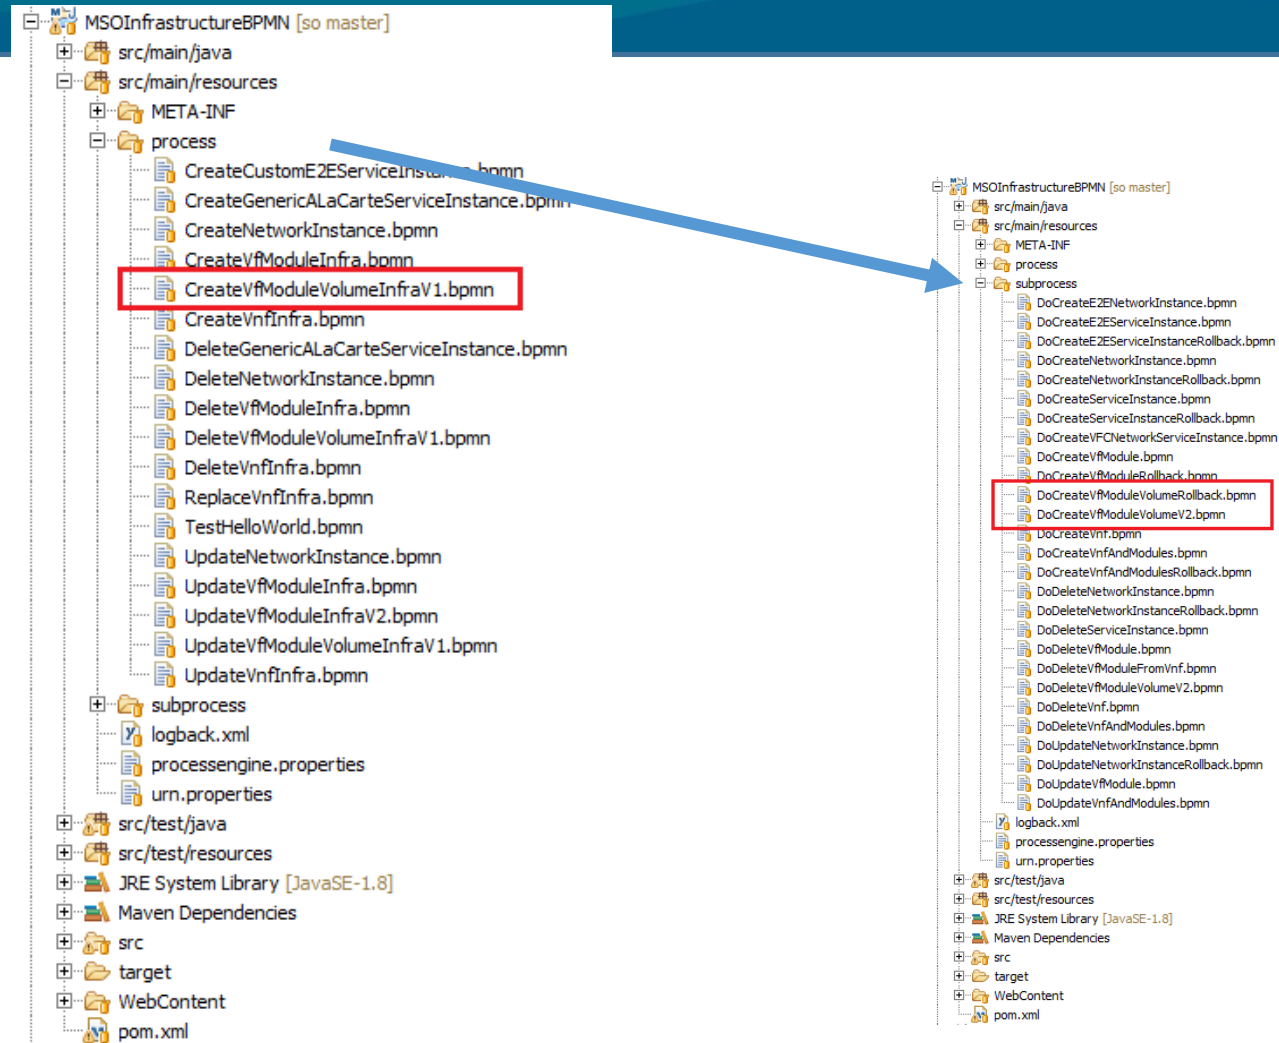 MSOInfrastructureBPMN [so master]
src/main/java
src/main/resources
META-INF
process
CreateCustomE2EServiceInstance.bpmn
CreateGenericALaCarteServiceInstance.bpmn
CreateNetworkInstance.bpmn
CreateVfModuleInfra.bpmn
CreateVfModuleVolumeInfraV1.bpmn
CreateVnfInfra.bpmn
DeleteGenericALaCarteServiceInstance.bpmn
DeleteNetworkInstance.bpmn
DeleteVfModuleInfra.bpmn
DeleteVfModuleVolumeInfraV1.bpmn
DeleteVnfInfra.bpmn
ReplaceVnfInfra.bpmn
TestHelloWorld.bpmn
UpdateNetworkInstance.bpmn
UpdateVfModuleInfra.bpmn
UpdateVfModuleInfraV2.bpmn
UpdateVfModuleVolumeInfraV1.bpmn
UpdateVnfInfra.bpmn
subprocess
logback.xml
processengine.properties
urn.properties
src/test/java
src/test/resources
JRE System Library [JavaSE-1.8]
Maven Dependencies
src
target
WebContent
pom.xml
MSOInfrastructureBPMN [so master]
src/main/java
src/main/resources
META-INF
process
subprocess
DoCreateE2ENetworkInstance.bpmn
DoCreateE2EServiceInstance.bpmn
DoCreateE2EServiceInstanceRollback.bpmn
DoCreateNetworkInstance.bpmn
DoCreateNetworkInstanceRollback.bpmn
DoCreateServiceInstance.bpmn
DoCreateServiceInstanceRollback.bpmn
DoCreateVFCNetworkServiceInstance.bpmn
DoCreateVfModule.bpmn
DoCreateVfModuleRollback.bpmn
DoCreateVfModuleVolumeRollback.bpmn
DoCreateVfModuleVolumeV2.bpmn
DoCreateVnf.bpmn
DoCreateVnfAndModules.bpmn
DoCreateVnfAndModulesRollback.bpmn
DoDeleteNetworkInstance.bpmn
DoDeleteNetworkInstanceRollback.bpmn
DoDeleteServiceInstance.bpmn
DoDeleteVfModule.bpmn
DoDeleteVfModuleFromVnf.bpmn
DoDeleteVfModuleVolumeV2.bpmn
DoDeleteVnf.bpmn
DoDeleteVnfAndModules.bpmn
DoUpdateNetworkInstance.bpmn
DoUpdateNetworkInstanceRollback.bpmn
DoUpdateVfModule.bpmn
DoUpdateVnfAndModules.bpmn
logback.xml
processengine.properties
urn.properties
src/test/java
src/test/resources
JRE System Library [JavaSE-1.8]
Maven Dependencies
src
target
WebContent
pom.xml